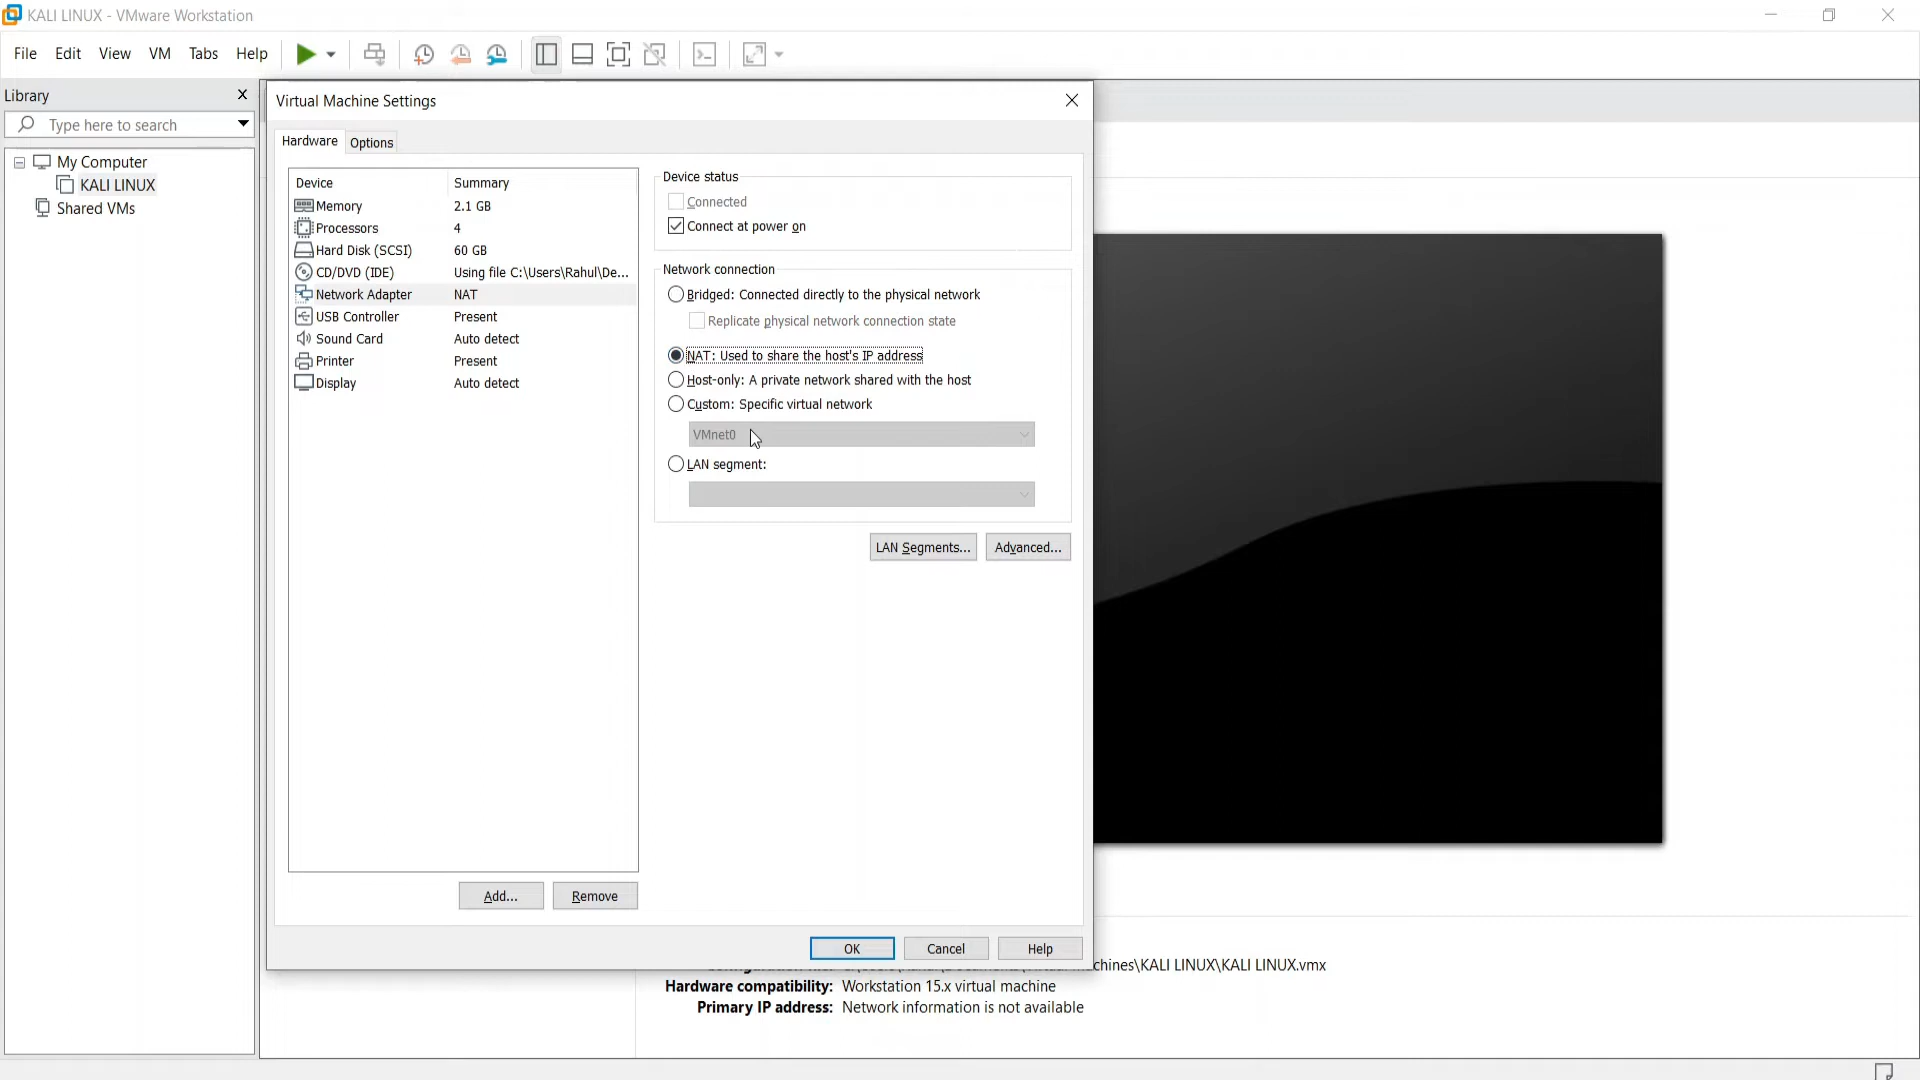 KALI LINUX - VMware Workstation
File Edit View VM Tabs Help
Library
Type here to search
My Computer
KALI LINUX
Shared VMs
Virtual Machine Settings
Hardware Options
Device Summary
Memory 2.1 GB
Processors 4
Hard Disk (SCSI) 60 GB
CD/DVD (IDE) Using file C:\Users\Rahul\De...
Network Adapter NAT
USB Controller Present
Sound Card Auto detect
Printer Present
Display Auto detect
Add... Remove
Device status
Connected
Connect at power on
Network connection
Bridged: Connected directly to the physical network
Replicate physical network connection state
NAT: Used to share the host's IP address
Host-only: A private network shared with the host
Custom: Specific virtual network
VMnet0
LAN segment:
LAN Segments... Advanced...
OK Cancel Help
chines\KALI LINUX\KALI LINUX.vmx
Hardware compatibility: Workstation 15.x virtual machine
Primary IP address: Network information is not available